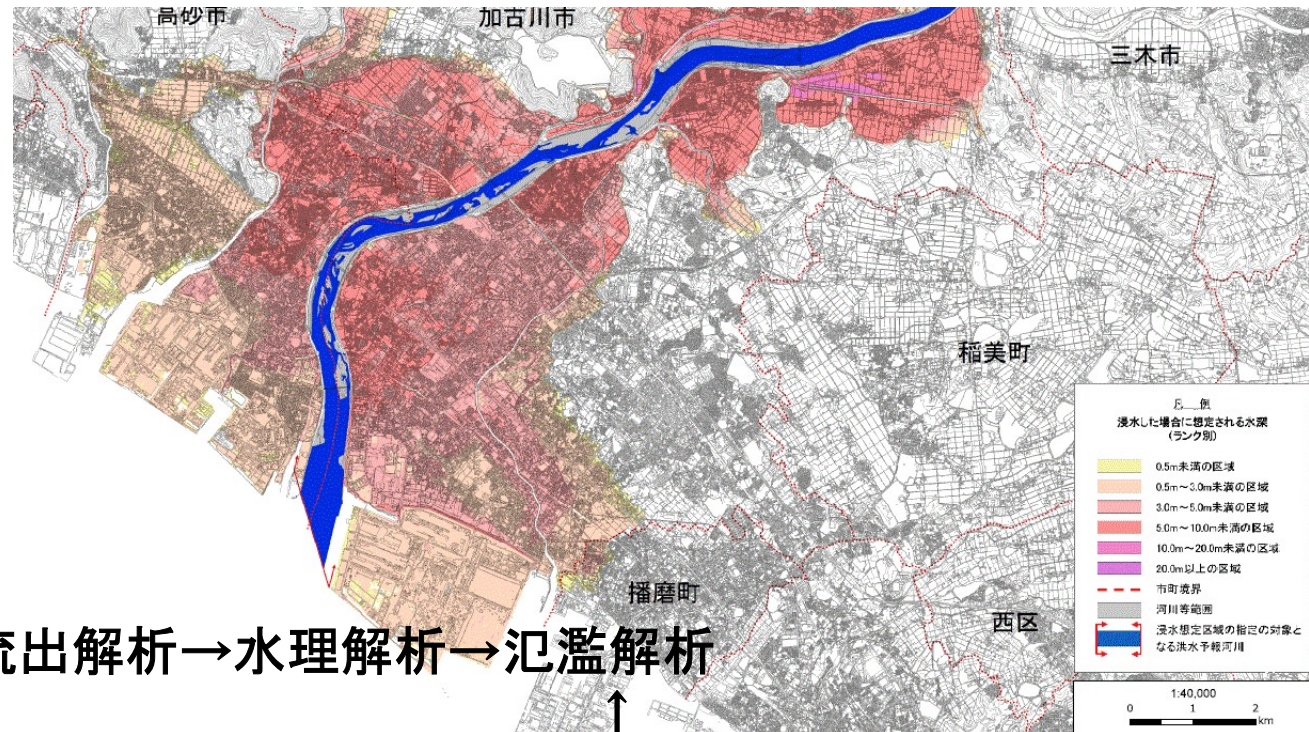 高砂市
加古川市
三木市
稲美町
播磨町
西区
流出解析→水理解析→氾濫解析
↑
凡 例
浸水した場合に想定される水深
(ランク別)
0.5m未満の区域
0.5m～3.0m未満の区域
3.0m～5.0m未満の区域
5.0m～10.0m未満の区域
10.0m～20.0m未満の区域
20.0m以上の区域
市町境界
河川等範囲
浸水想定区域の指定の対象と
なる洪水予報河川
1:40,000
0 1 2
km